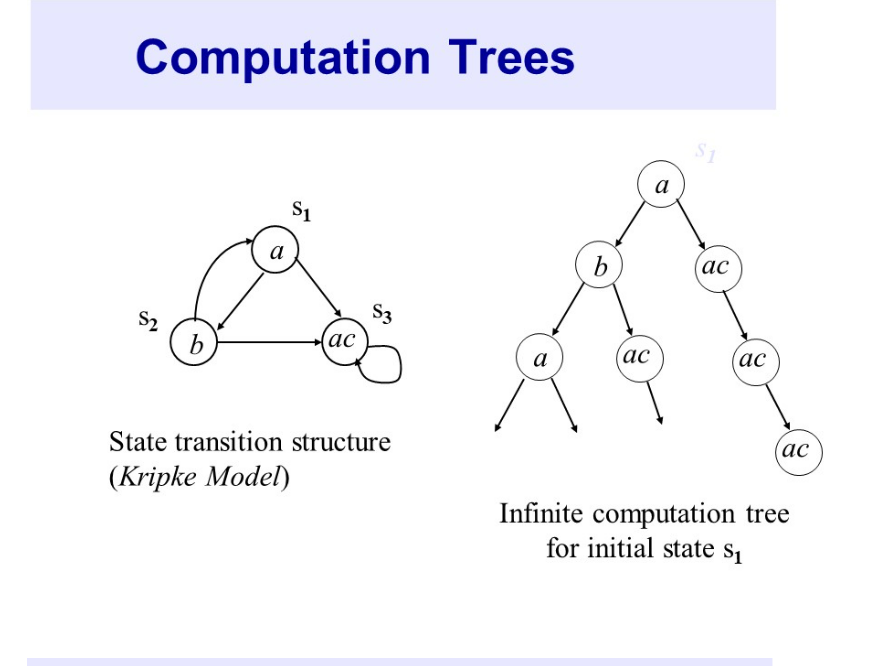 Computation Trees
s1
a
s1
a
b
ac
s3
s2
ac
b
a
ac
ac
State transition structure
(Kripke Model)
ac
Infinite computation tree
for initial state s1